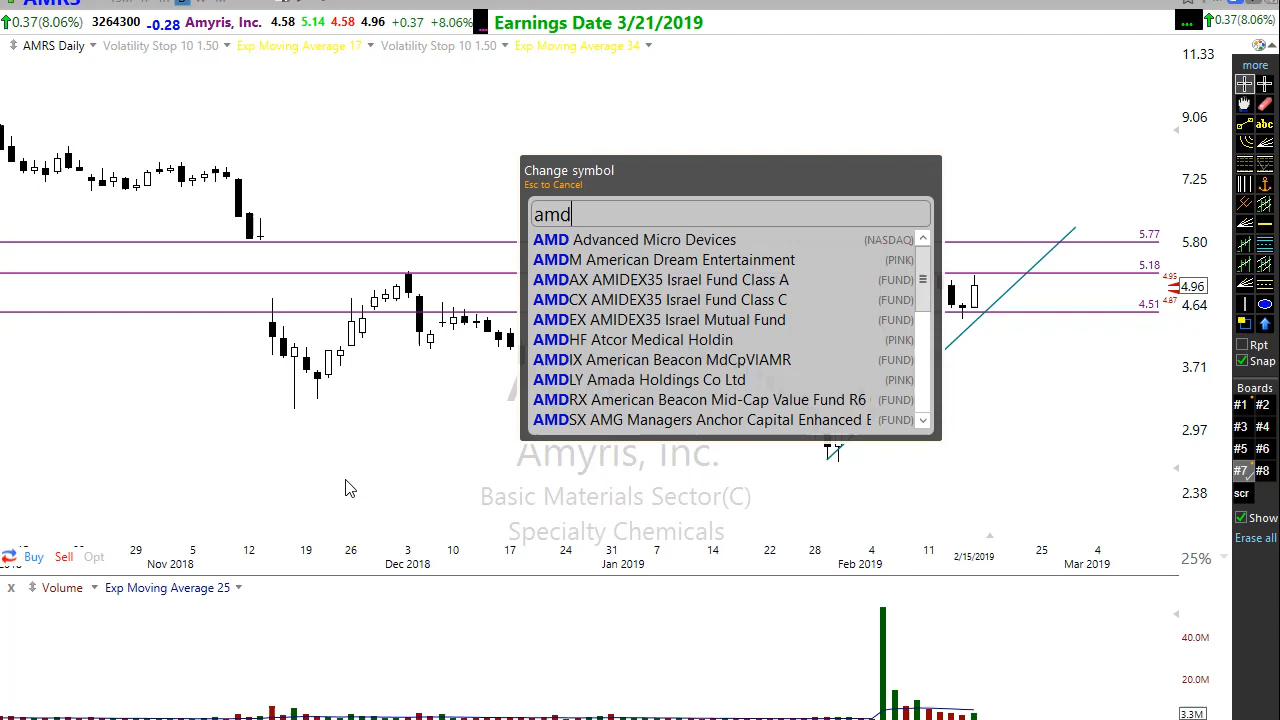 AMRS
0.37(8.06%) 3264300 -0.28 Amyris, Inc. 4.58 5.14 4.58 4.96 +0.37 +8.06% ... Earnings Date 3/21/2019 ... 0.37(8.06%)
AMRS Daily Volatility Stop 10 1.50 Exp Moving Average 17 Volatility Stop 10 1.50 Exp Moving Average 34
11.33
9.06
7.25
5.80
4.64
3.71
2.97
2.38
5.77
5.18
4.51
4.95
4.96
4.87
Change symbol
Esc to Cancel
amd
AMD Advanced Micro Devices (NASDAQ)
AMDM American Dream Entertainment (PINK)
AMDAX AMIDEX35 Israel Fund Class A (FUND)
AMDCX AMIDEX35 Israel Fund Class C (FUND)
AMDEX AMIDEX35 Israel Mutual Fund (FUND)
AMDHF Atcor Medical Holdin (PINK)
AMDIX American Beacon MdCpVlAMR (FUND)
AMDLY Amada Holdings Co Ltd (PINK)
AMDRX American Beacon Mid-Cap Value Fund R6 (FUND)
AMDSX AMG Managers Anchor Capital Enhanced E (FUND)
Amyris, Inc.
Basic Materials Sector(C)
Specialty Chemicals
Buy Sell Opt
29 5 12 19 26 3 10 17 24 31 7 14 22 28 4 11 2/15/2019 25 4
Nov 2018 Dec 2018 Jan 2019 Feb 2019 Mar 2019
25%
x Volume Exp Moving Average 25
40.0M
20.0M
3.3M
more
abc
Rpt
Snap
Boards
#1 #2
#3 #4
#5 #6
#7 #8
scr
Show
Erase all